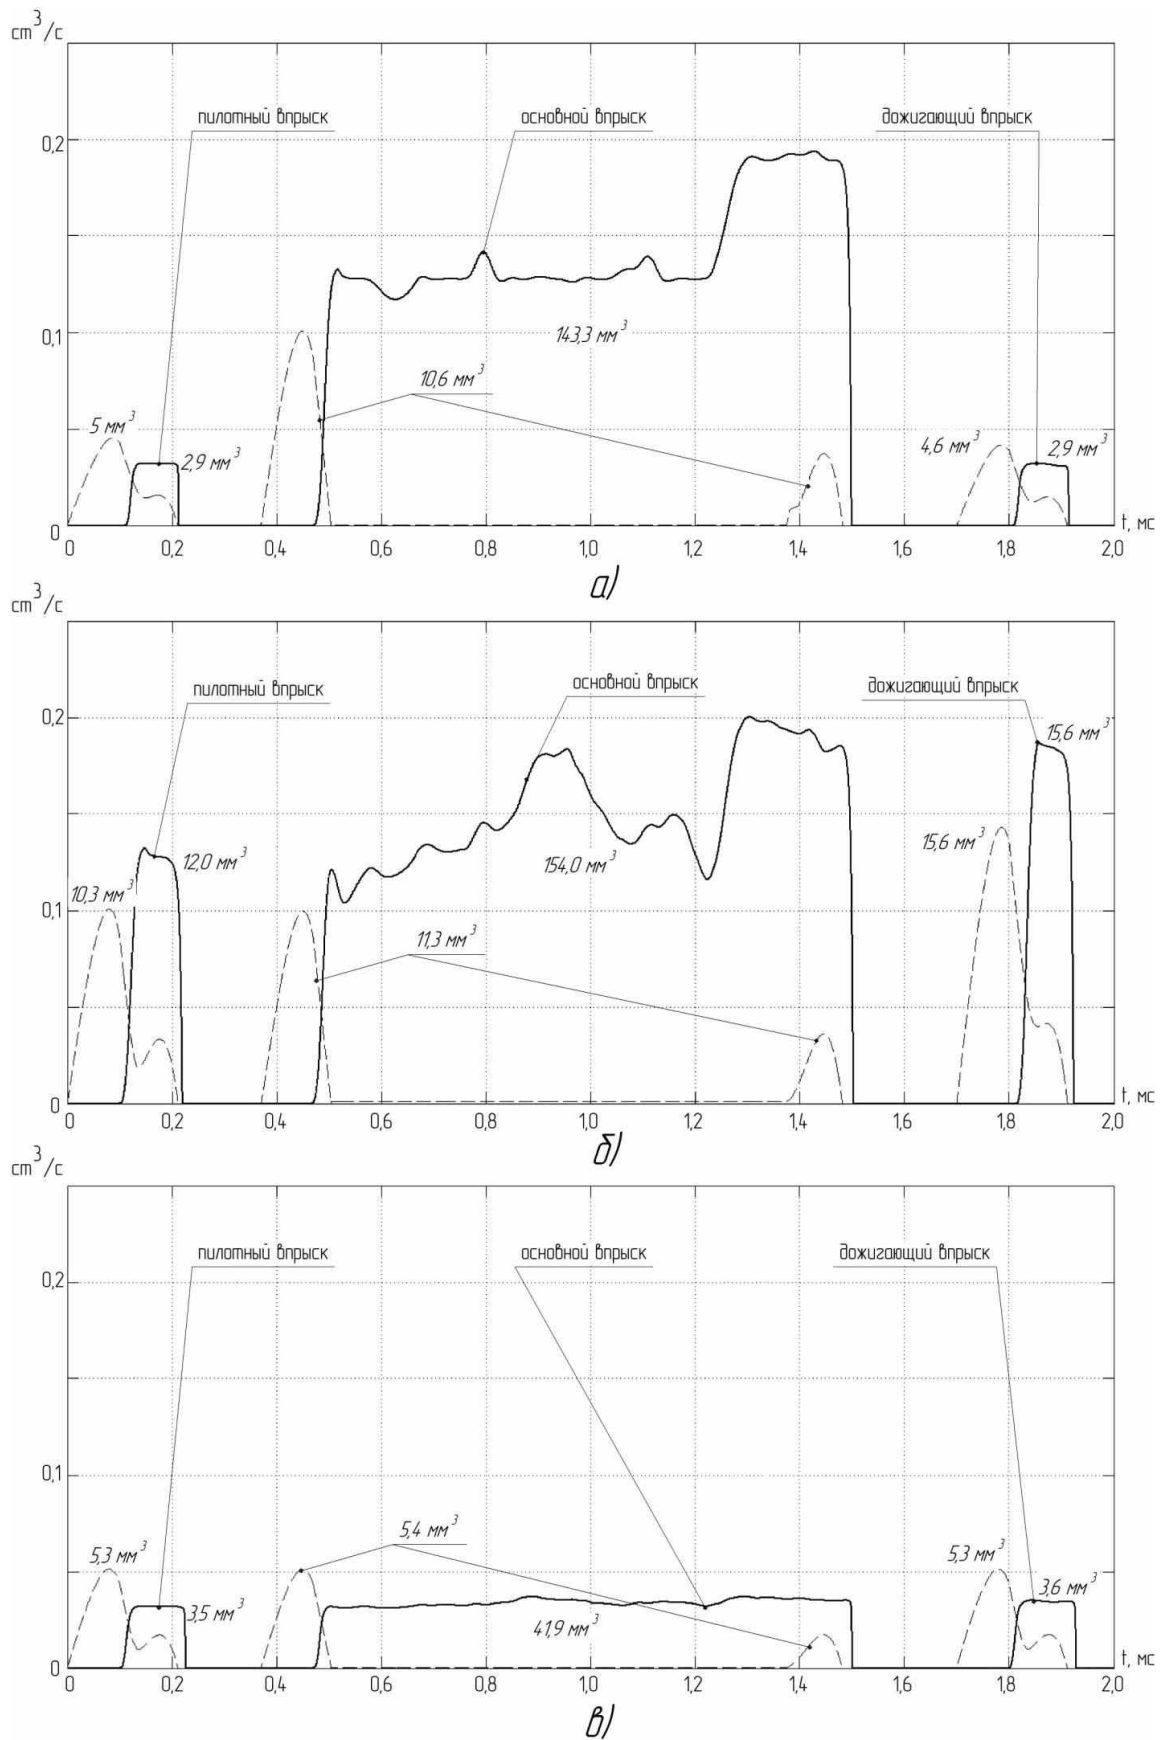 cm³/c
пилотный впрыск основной впрыск дожигающий впрыск
0,2
0,1 143,3 мм³
10,6 мм³
5 мм³ 2,9 мм³ 4,6 мм³ 2,9 мм³
0 t, мс
0 0,2 0,4 0,6 0,8 1,0 1,2 1,4 1,6 1,8 2,0
а)
cm³/c
пилотный впрыск основной впрыск дожигающий впрыск
0,2 15,6 мм³
12,0 мм³ 154,0 мм³ 15,6 мм³
10,3 мм³
0,1
11,3 мм³
0 t, мс
0 0,2 0,4 0,6 0,8 1,0 1,2 1,4 1,6 1,8 2,0
б)
cm³/c
пилотный впрыск основной впрыск дожигающий впрыск
0,2
0,1
5,3 мм³ 5,4 мм³ 5,3 мм³
3,5 мм³ 41,9 мм³ 3,6 мм³
0 t, мс
0 0,2 0,4 0,6 0,8 1,0 1,2 1,4 1,6 1,8 2,0
в)